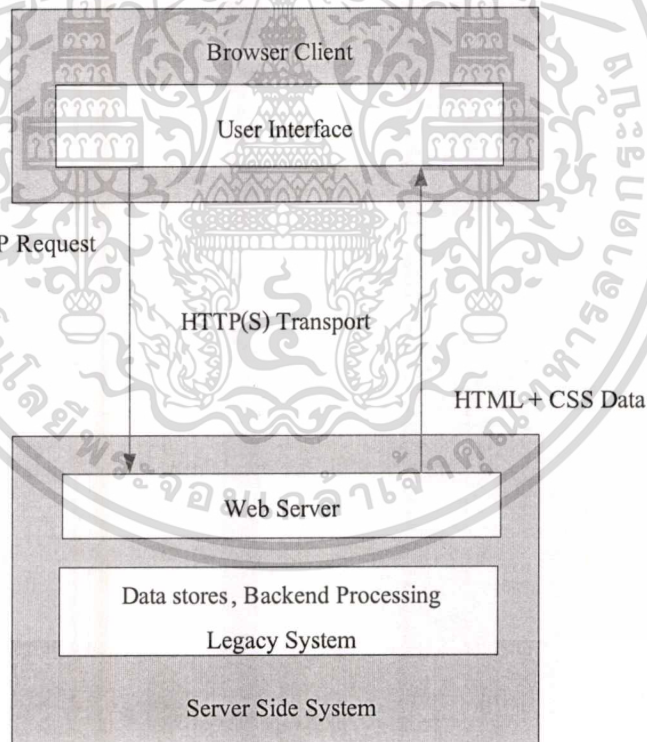 Browser Client
User Interface
P Request
HTTP(S) Transport
HTML + CSS Data
Web Server
Data stores , Backend Processing
Legacy System
Server Side System